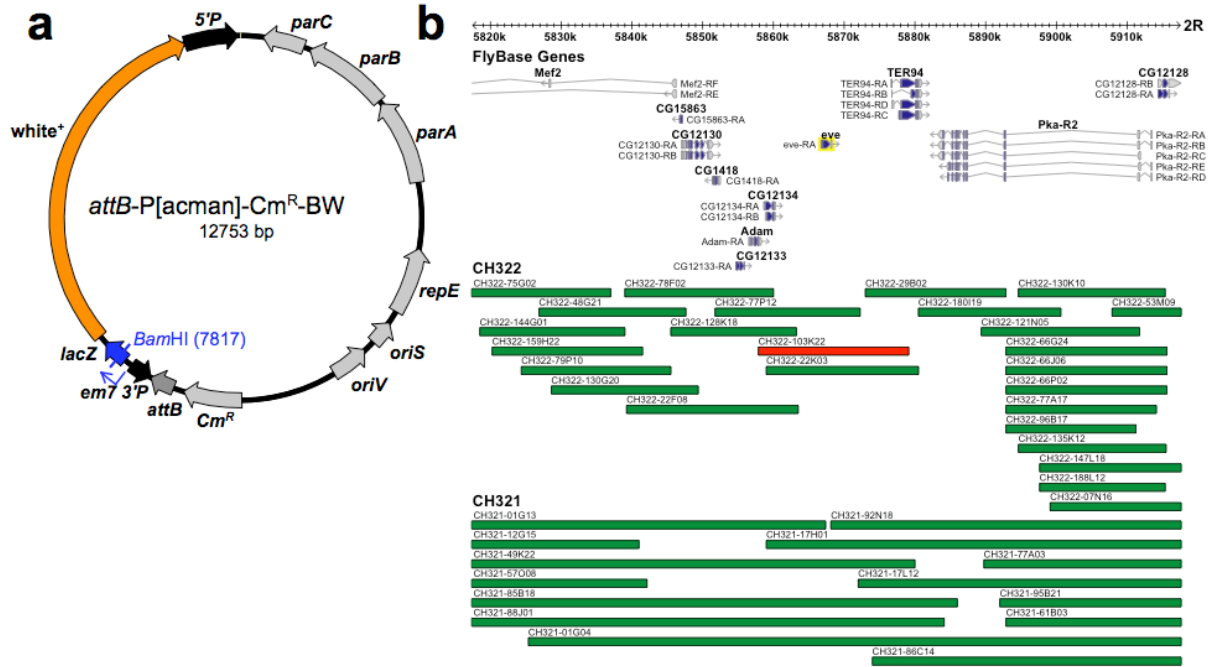 a
5'P
parC
parB
parA
repE
oriS
oriV
Cm^R
attB
3'P
em7
lacZ
BamHI (7817)
white+
attB-P[acman]-Cm^R-BW
12753 bp
b
5820k 5830k 5840k 5850k 5860k 5870k 5880k 5890k 5900k 5910k 2R
FlyBase Genes
Mef2
Mef2-RF
Mef2-RE
CG15863
CG15863-RA
CG12130
CG12130-RA
CG12130-RB
CG1418
CG1418-RA
CG12134
CG12134-RA
CG12134-RB
Adam
Adam-RA
CG12133
CG12133-RA
eve
eve-RA
TER94
TER94-RA
TER94-RB
TER94-RD
TER94-RC
Pka-R2
Pka-R2-RA
Pka-R2-RB
Pka-R2-RC
Pka-R2-RE
Pka-R2-RD
CG12128
CG12128-RB
CG12128-RA
CH322
CH322-75G02 CH322-78F02 CH322-29B02 CH322-130K10
CH322-48G21 CH322-77P12 CH322-180I19 CH322-53M09
CH322-144G01 CH322-128K18 CH322-121N05
CH322-159H22 CH322-103K22 CH322-66G24
CH322-79P10 CH322-22K03 CH322-66J06
CH322-130G20 CH322-66P02
CH322-22F08 CH322-77A17
CH322-96B17
CH322-135K12
CH322-147L18
CH322-188L12
CH322-07N16
CH321
CH321-01G13 CH321-92N18
CH321-12G15 CH321-17H01
CH321-49K22 CH321-77A03
CH321-57O08 CH321-17L12
CH321-85B18 CH321-95B21
CH321-88J01 CH321-61B03
CH321-01G04
CH321-86C14